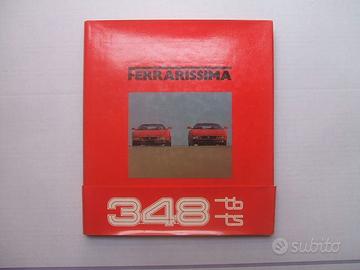 FERRARISSIMA
348 tb
ts
subito